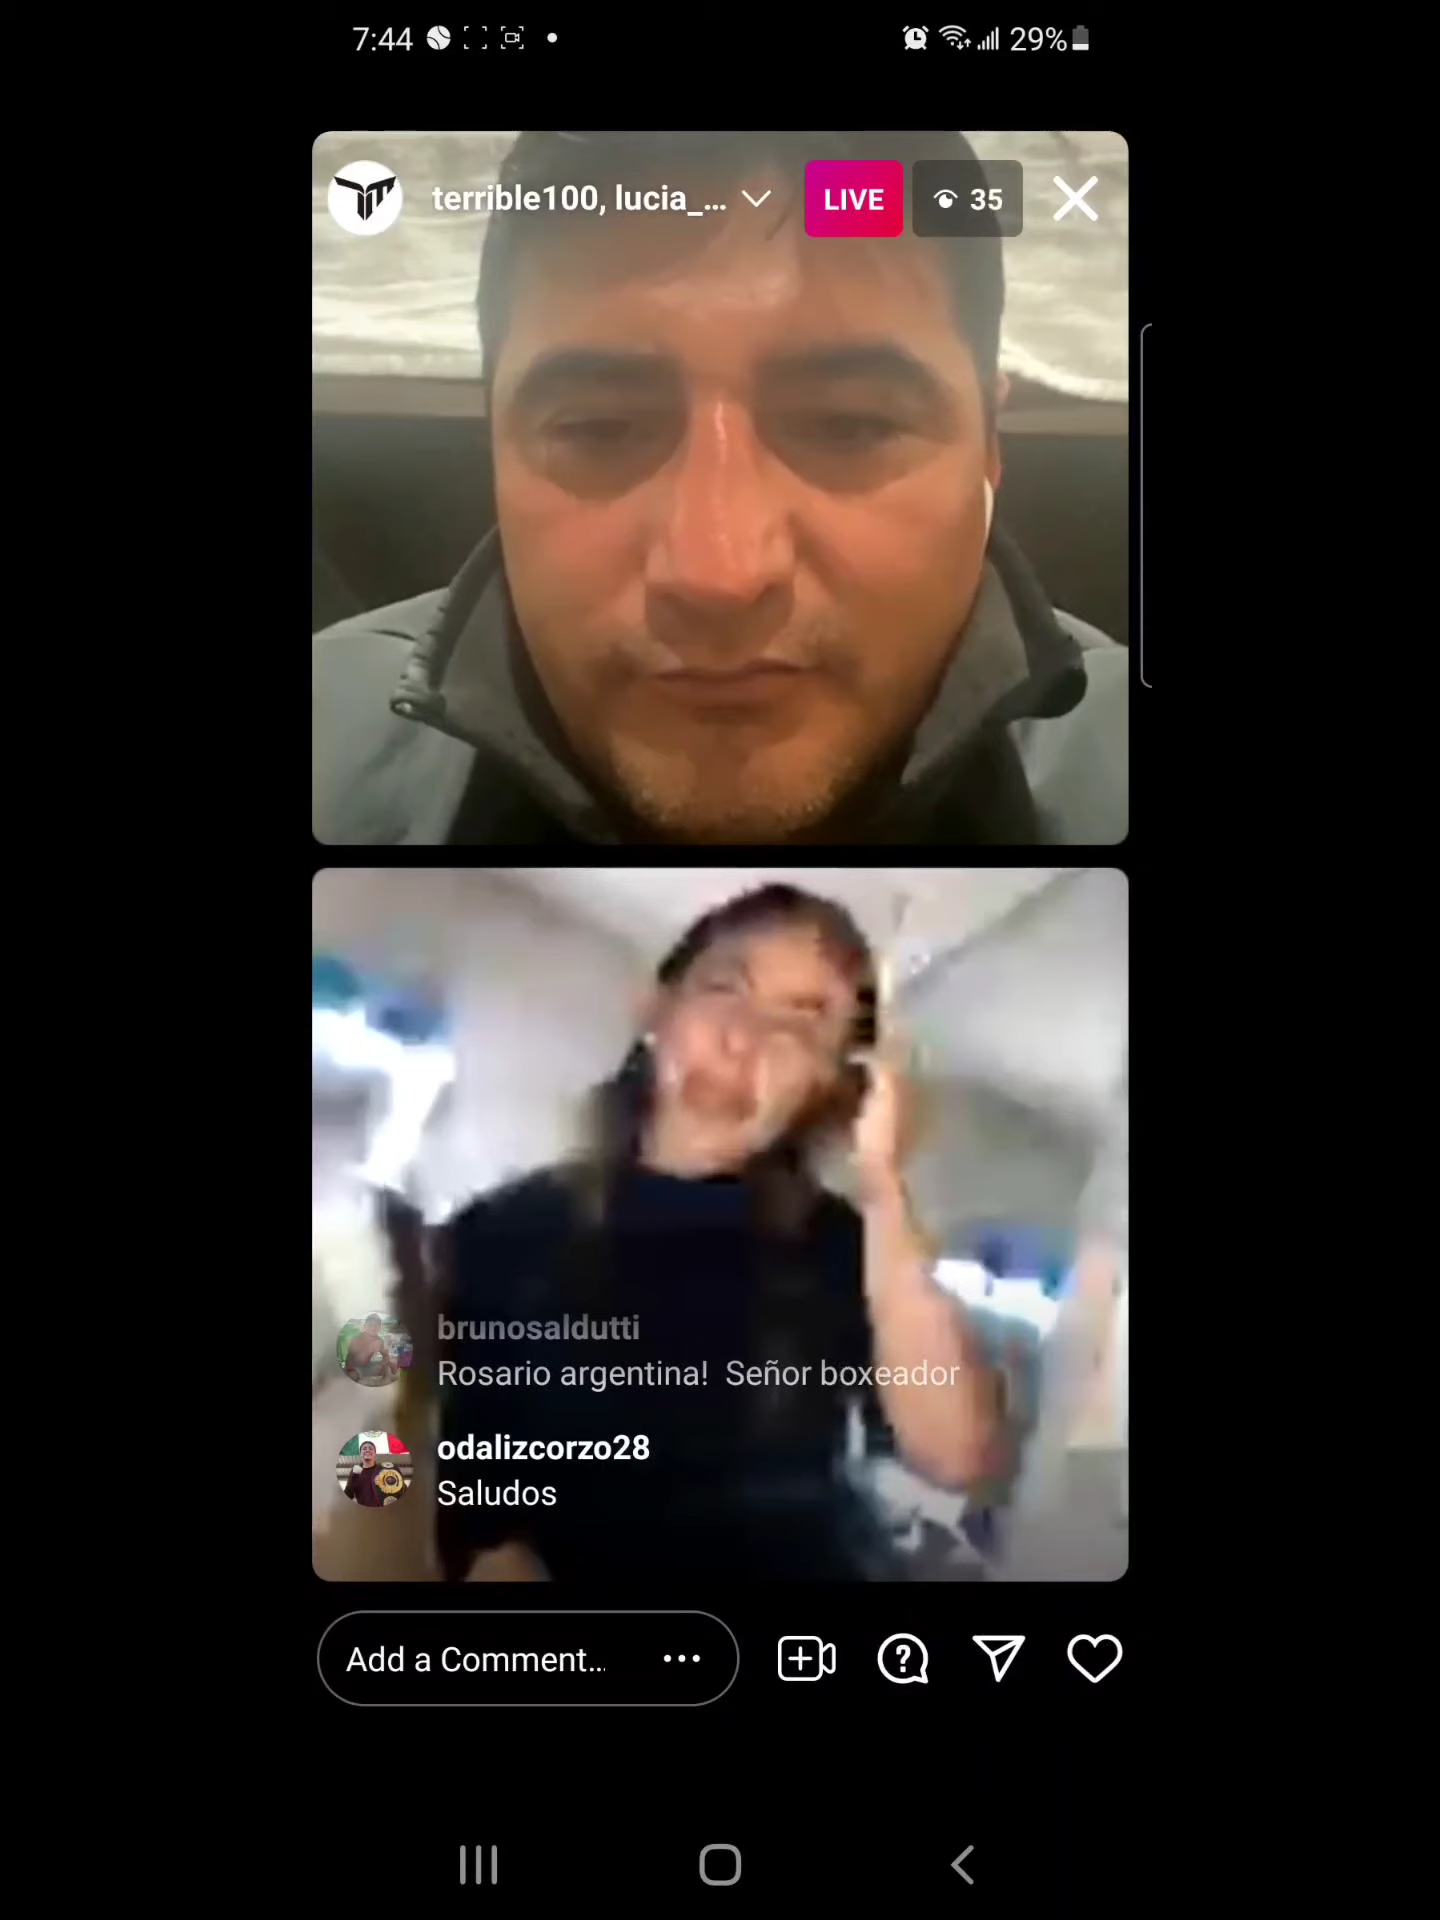 7:44
29%
terrible100, lucia_...
LIVE
35
brunosaldutti
Rosario argentina! Señor boxeador
odalizcorzo28
Saludos
Add a Comment...